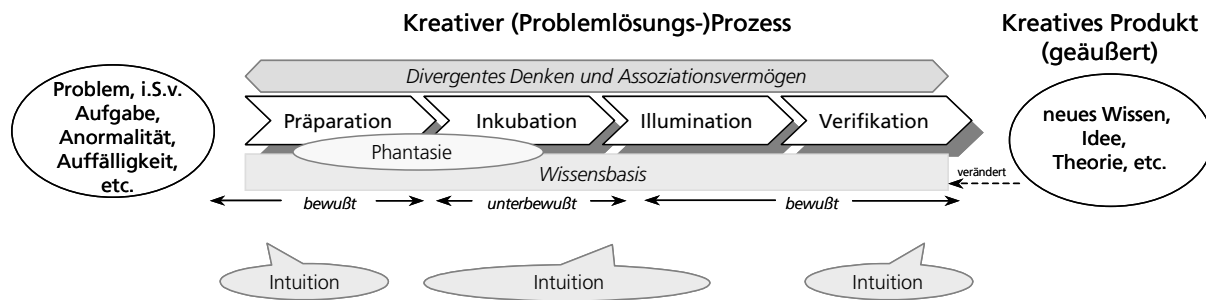 Kreativer (Problemlösungs-)Prozess
Kreatives Produkt
(geäußert)
Problem, i.S.v.
Aufgabe,
Anormalität,
Auffälligkeit,
etc.
Divergentes Denken und Assoziationsvermögen
Präparation
Inkubation
Illumination
Verifikation
Phantasie
Wissensbasis
neues Wissen,
Idee,
Theorie, etc.
verändert
bewußt
unterbewußt
bewußt
Intuition
Intuition
Intuition